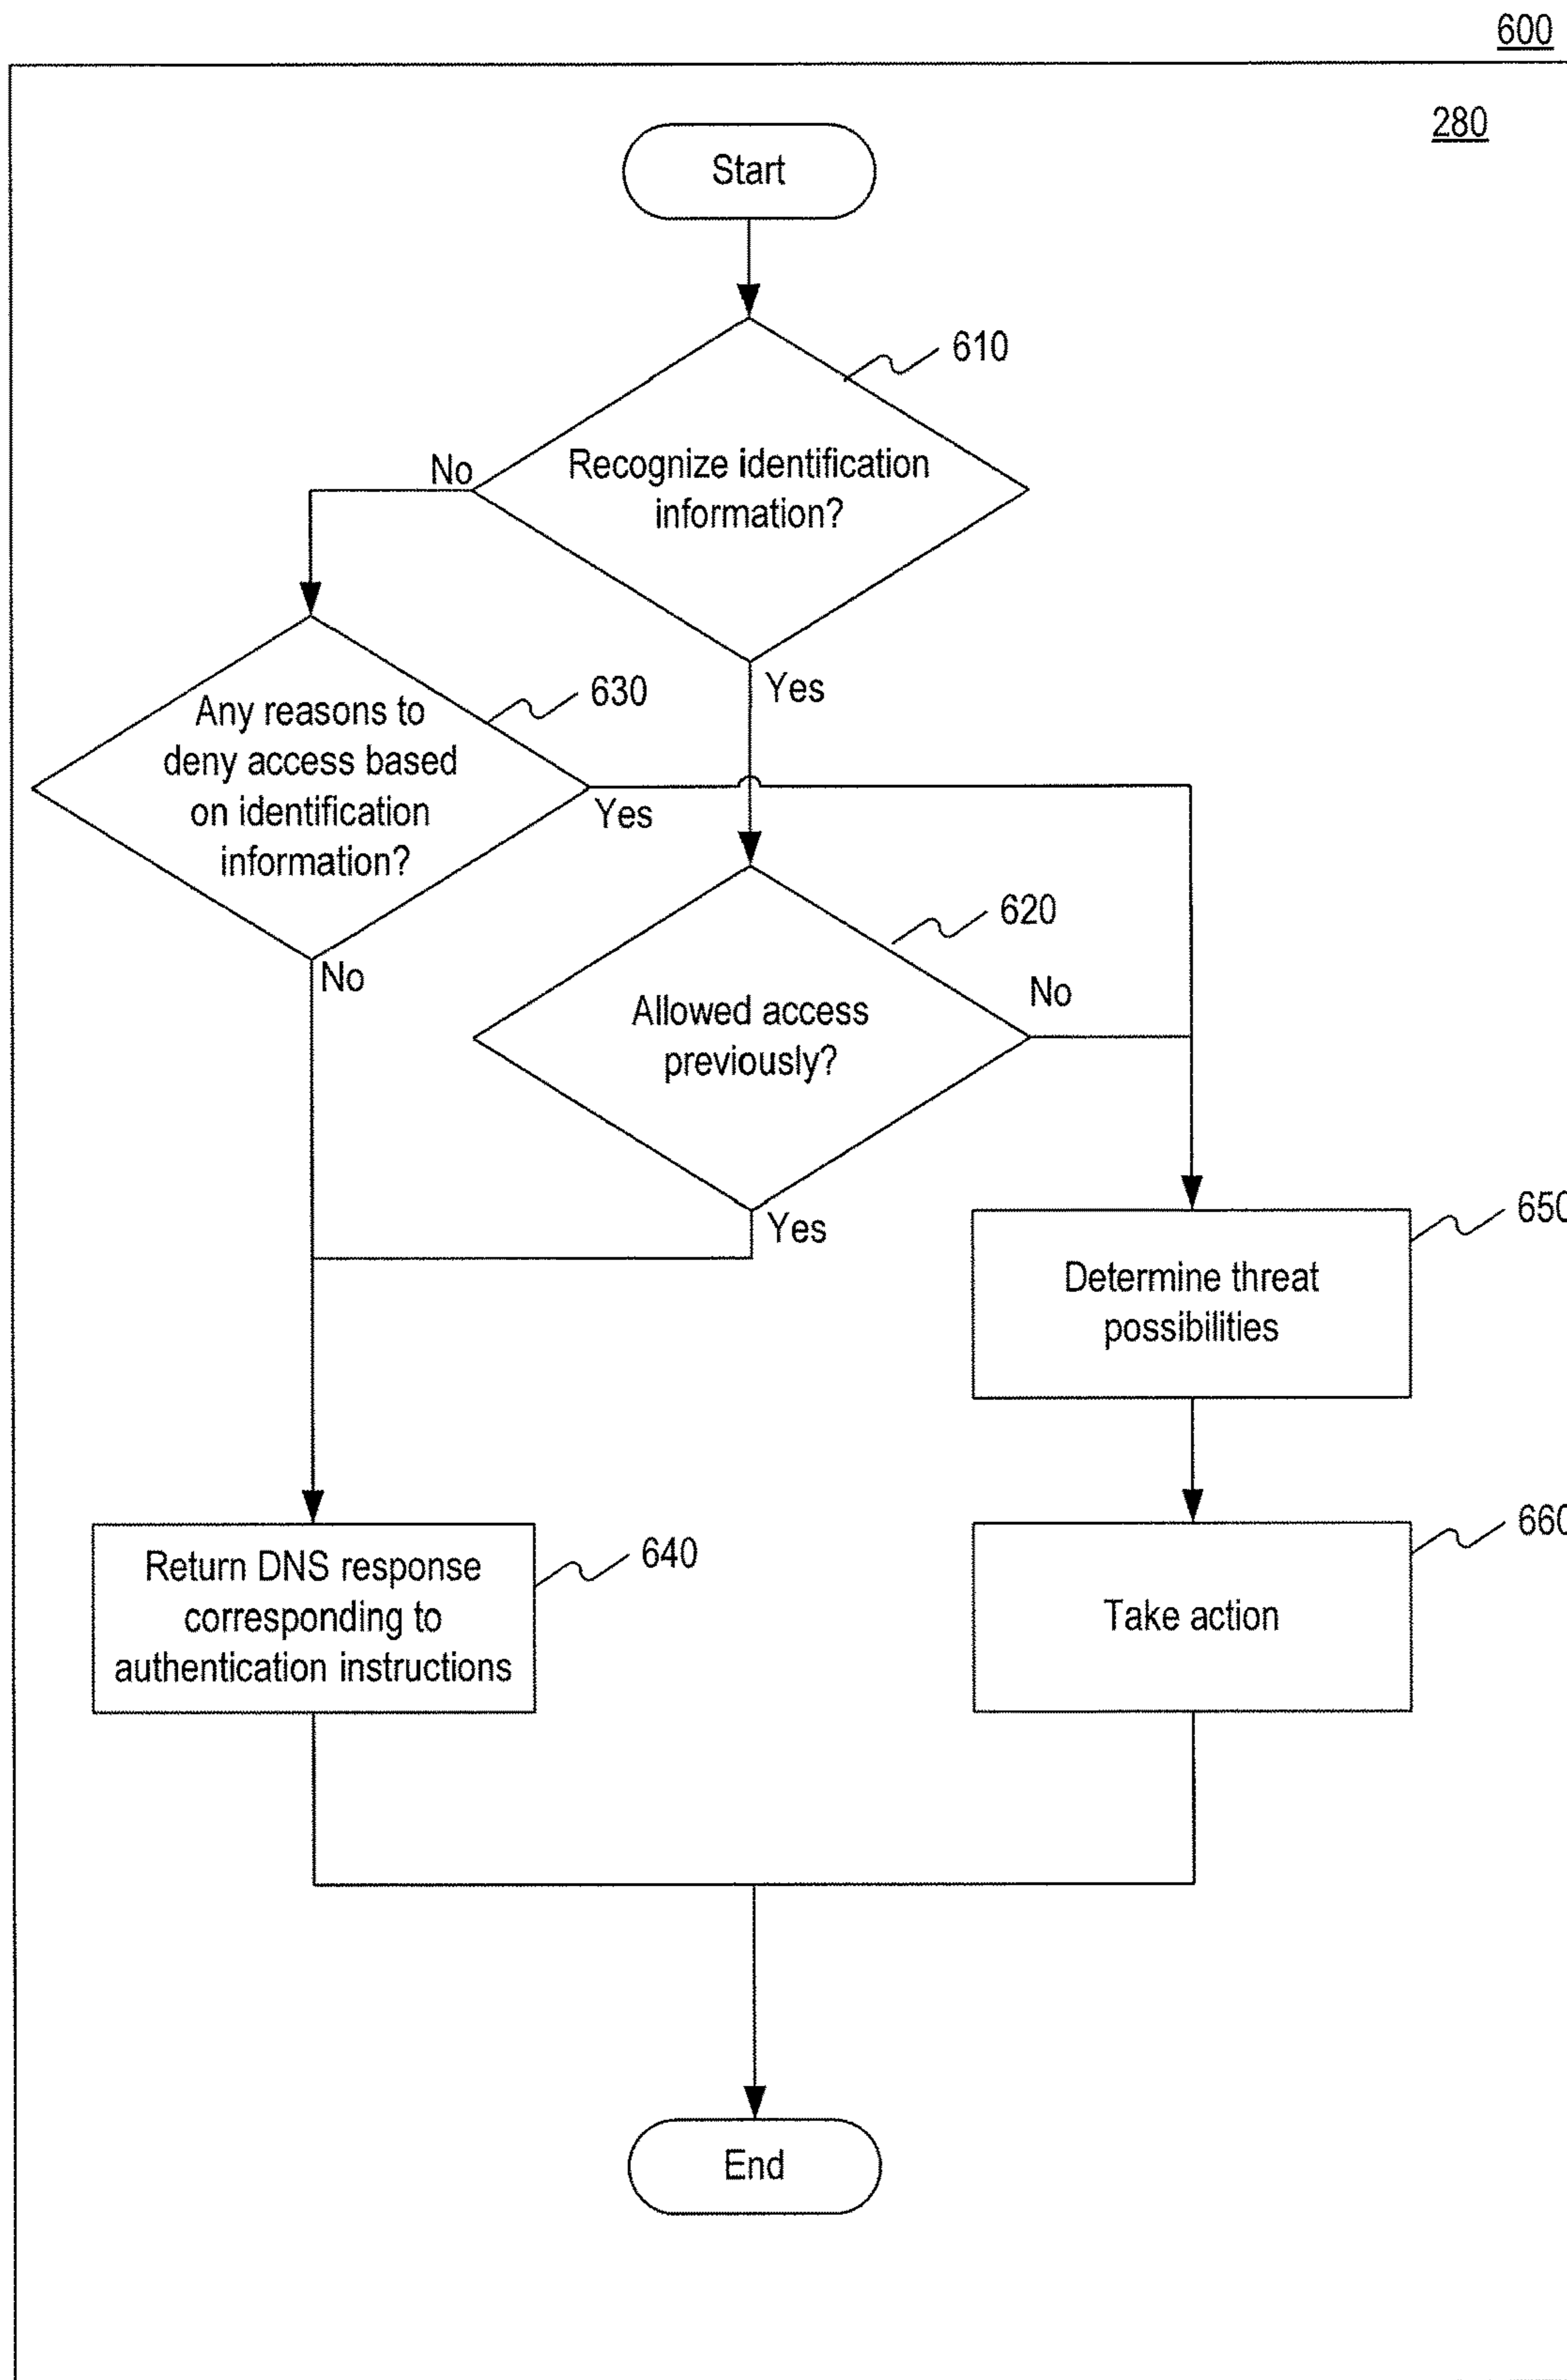 600
280
Start
610
No
Recognize identification
information?
Yes
630
Any reasons to
deny access based
on identification
information?
Yes
No
620
No
Allowed access
previously?
Yes
650
Determine threat
possibilities
660
Take action
640
Return DNS response
corresponding to
authentication instructions
End